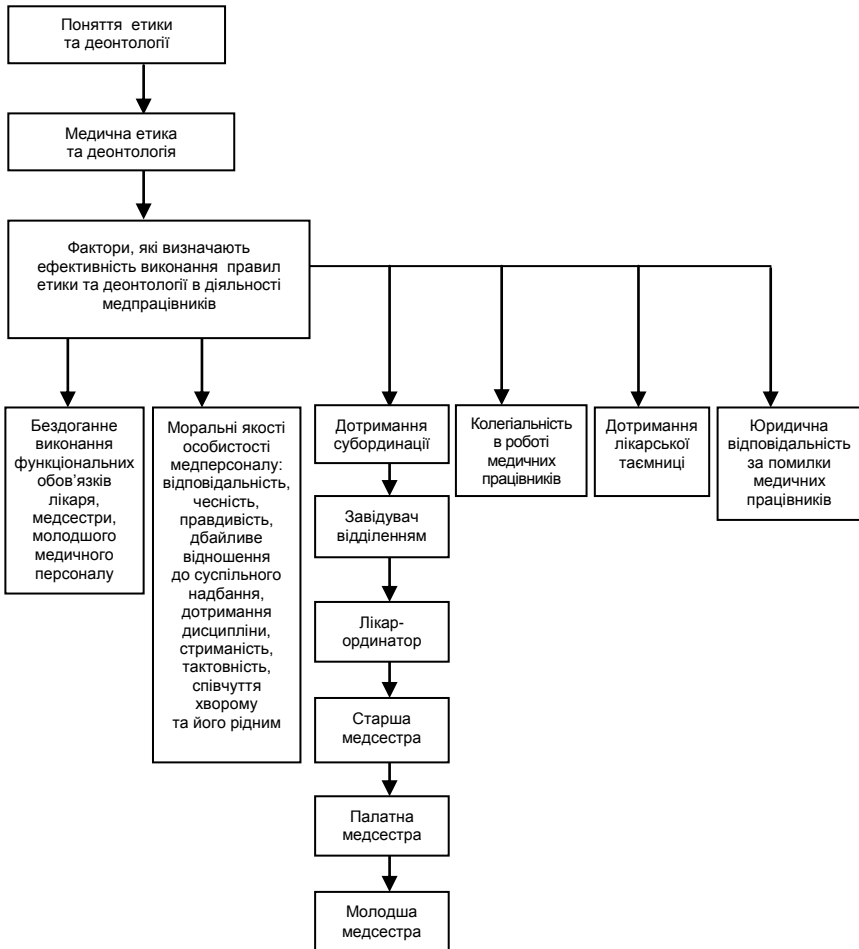 Поняття етики
та деонтології
Медична етика
та деонтологія
Фактори, які визначають
ефективність виконання правил
етики та деонтології в діяльності
медпрацівників
Бездоганне
виконання
функціональних
обов’язків
лікаря,
медсестри,
молодшого
медичного
персоналу
Моральні якості
особистості
медперсоналу:
відповідальність,
чесність,
правдивість,
дбайливе
відношення
до суспільного
надбання,
дотримання
дисципліни,
стриманість,
тактовність,
співчуття
хворому
та його рідним
Дотримання
субординації
Завідувач
відділенням
Лікар-
ординатор
Старша
медсестра
Палатна
медсестра
Молодша
медсестра
Колегіальність
в роботі
медичних
працівників
Дотримання
лікарської
таємниці
Юридична
відповідальність
за помилки
медичних
працівників